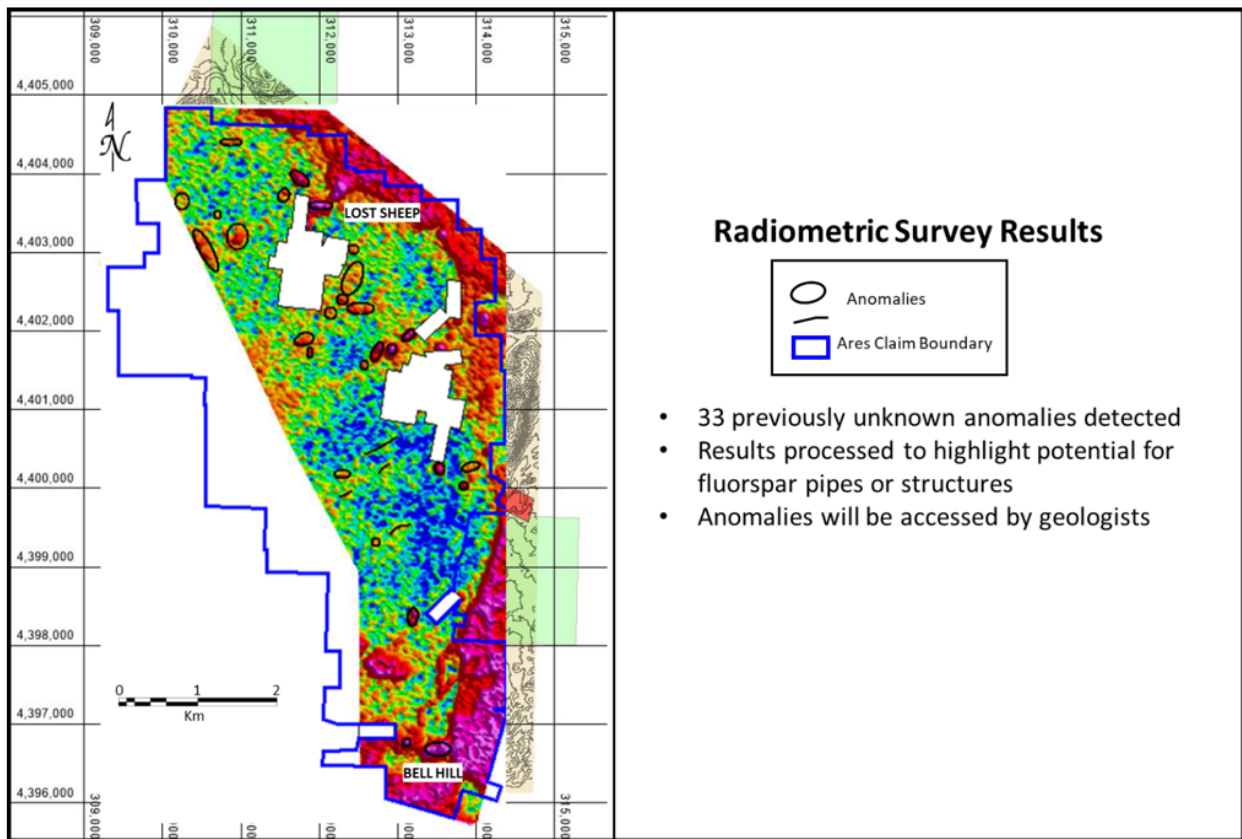 309,000
310,000
311,000
312,000
313,000
314,000
315,000
4,405,000
N
4,404,000
LOST SHEEP
4,403,000
4,402,000
4,401,000
4,400,000
4,399,000
4,398,000
0 1 2
Km
4,397,000
BELL HILL
4,396,000
309,000
315,000
Radiometric Survey Results
Anomalies
Ares Claim Boundary
• 33 previously unknown anomalies detected
• Results processed to highlight potential for
fluorspar pipes or structures
• Anomalies will be accessed by geologists